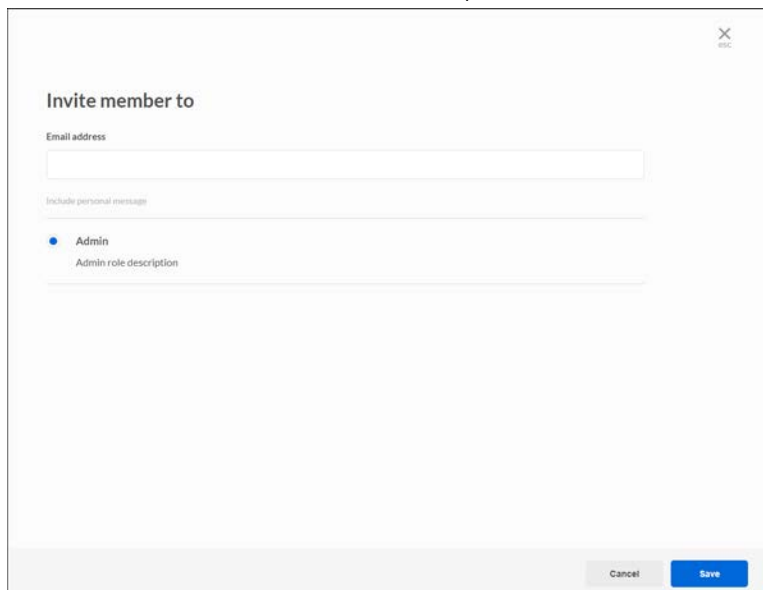 esc
Invite member to
Email address
Include personal message
Admin
Admin role description
Cancel Save